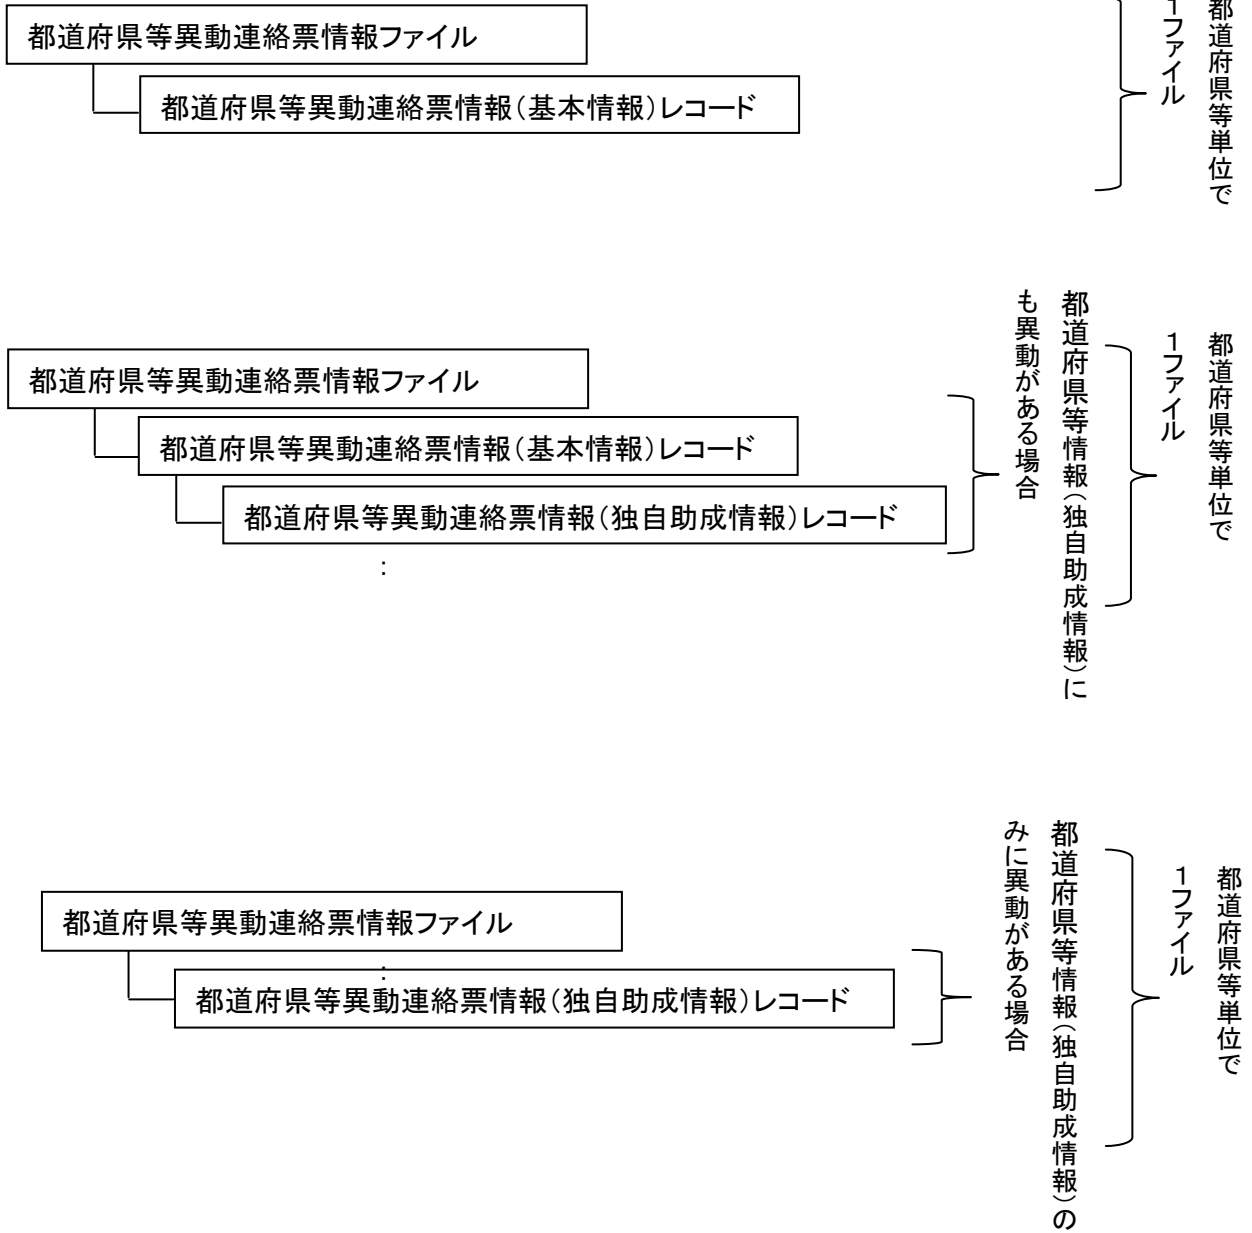 都道府県等異動連絡票情報ファイル
都道府県等異動連絡票情報（基本情報）レコード
都道府県等単位で
1ファイル
都道府県等異動連絡票情報ファイル
都道府県等異動連絡票情報（基本情報）レコード
都道府県等異動連絡票情報（独自助成情報）レコード
：
都道府県等情報（独自助成情報）に
も異動がある場合
都道府県等単位で
1ファイル
都道府県等異動連絡票情報ファイル
：
都道府県等異動連絡票情報（独自助成情報）レコード
都道府県等情報（独自助成情報）の
みに異動がある場合
都道府県等単位で
1ファイル